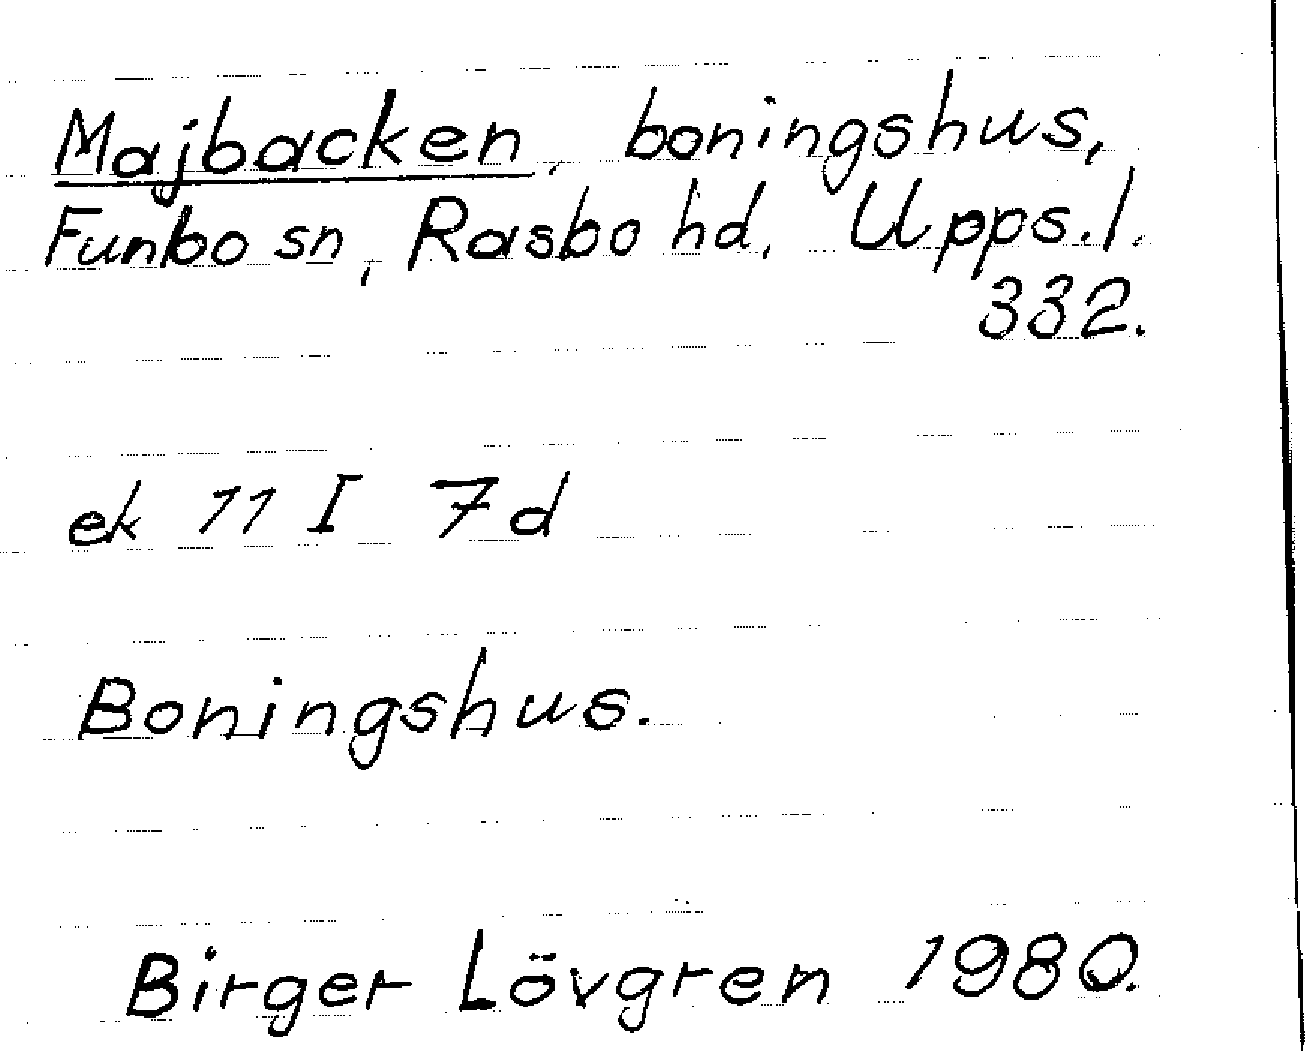 Majbacken, boningshus,
Funbo sn, Rasbo hd, Upps.l.
332.
ek 11 I 7d
Boningshus.
Birger Lövgren 1980.